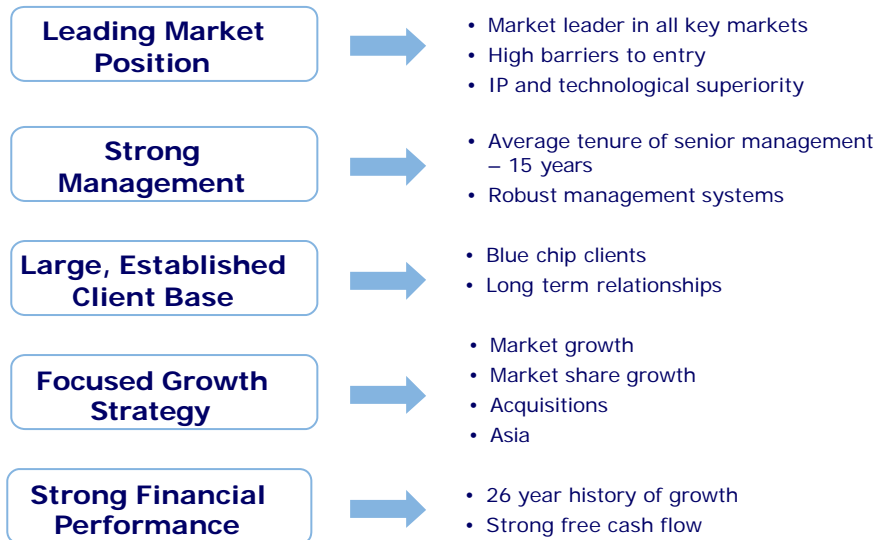 Leading Market
Position
• Market leader in all key markets
• High barriers to entry
• IP and technological superiority
Strong
Management
• Average tenure of senior management
– 15 years
• Robust management systems
Large, Established
Client Base
• Blue chip clients
• Long term relationships
Focused Growth
Strategy
• Market growth
• Market share growth
• Acquisitions
• Asia
Strong Financial
Performance
• 26 year history of growth
• Strong free cash flow